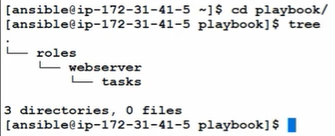 [ansible@ip-172-31-41-5 ~]$ cd playbook/
[ansible@ip-172-31-41-5 playbook]$ tree
.
└── roles
    └── webserver
        └── tasks

3 directories, 0 files
[ansible@ip-172-31-41-5 playbook]$